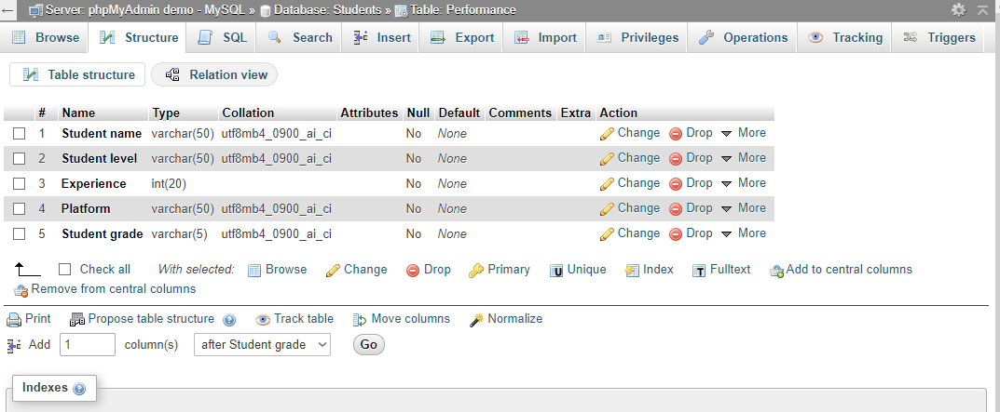 Server: phpMyAdmin demo - MySQL » Database: Students » Table: Performance
Browse Structure SQL Search Insert Export Import Privileges Operations Tracking Triggers
Table structure Relation view
# Name Type Collation Attributes Null Default Comments Extra Action
1 Student name varchar(50) utf8mb4_0900_ai_ci No None Change Drop More
2 Student level varchar(50) utf8mb4_0900_ai_ci No None Change Drop More
3 Experience int(20) No None Change Drop More
4 Platform varchar(50) utf8mb4_0900_ai_ci No None Change Drop More
5 Student grade varchar(5) utf8mb4_0900_ai_ci No None Change Drop More
Check all With selected: Browse Change Drop Primary Unique Index Fulltext Add to central columns
Remove from central columns
Print Propose table structure Track table Move columns Normalize
Add 1 column(s) after Student grade Go
Indexes